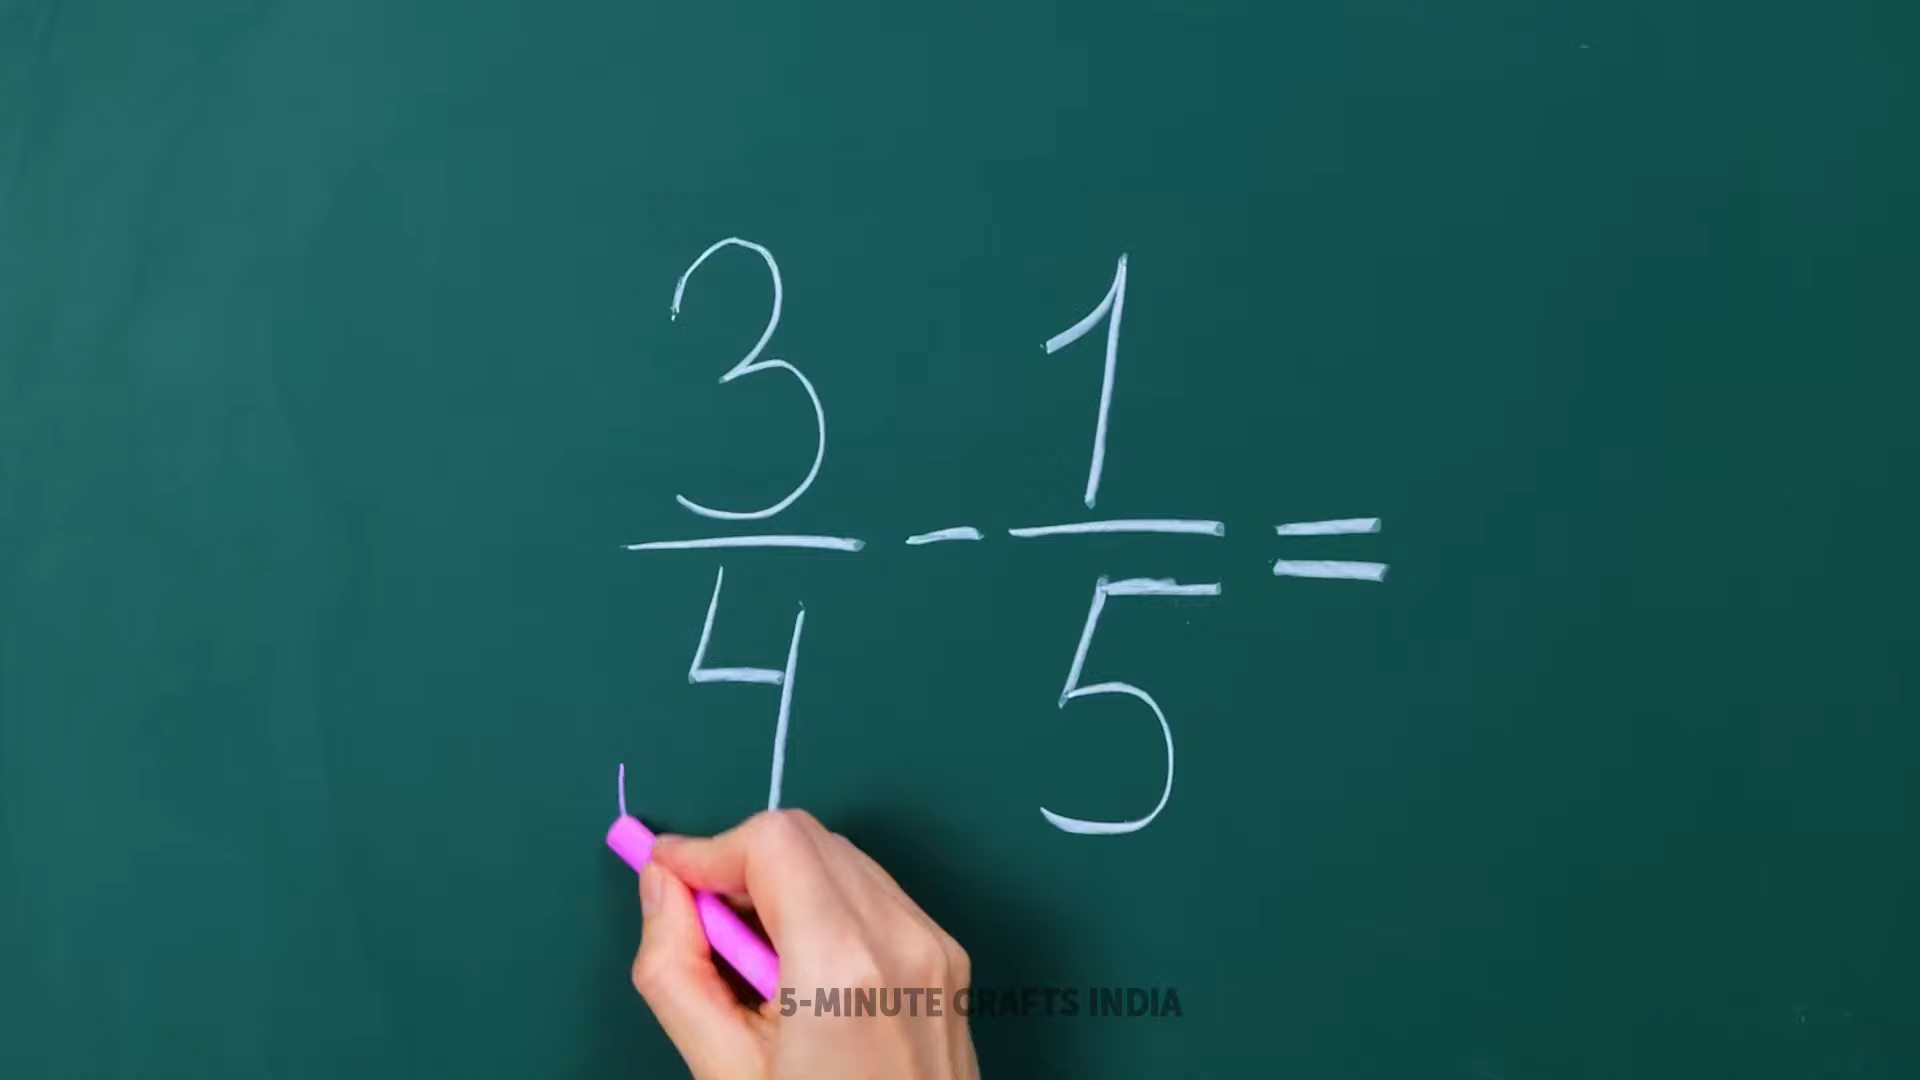 3/4 - 1/5 =
5-MINUTE CRAFTS INDIA